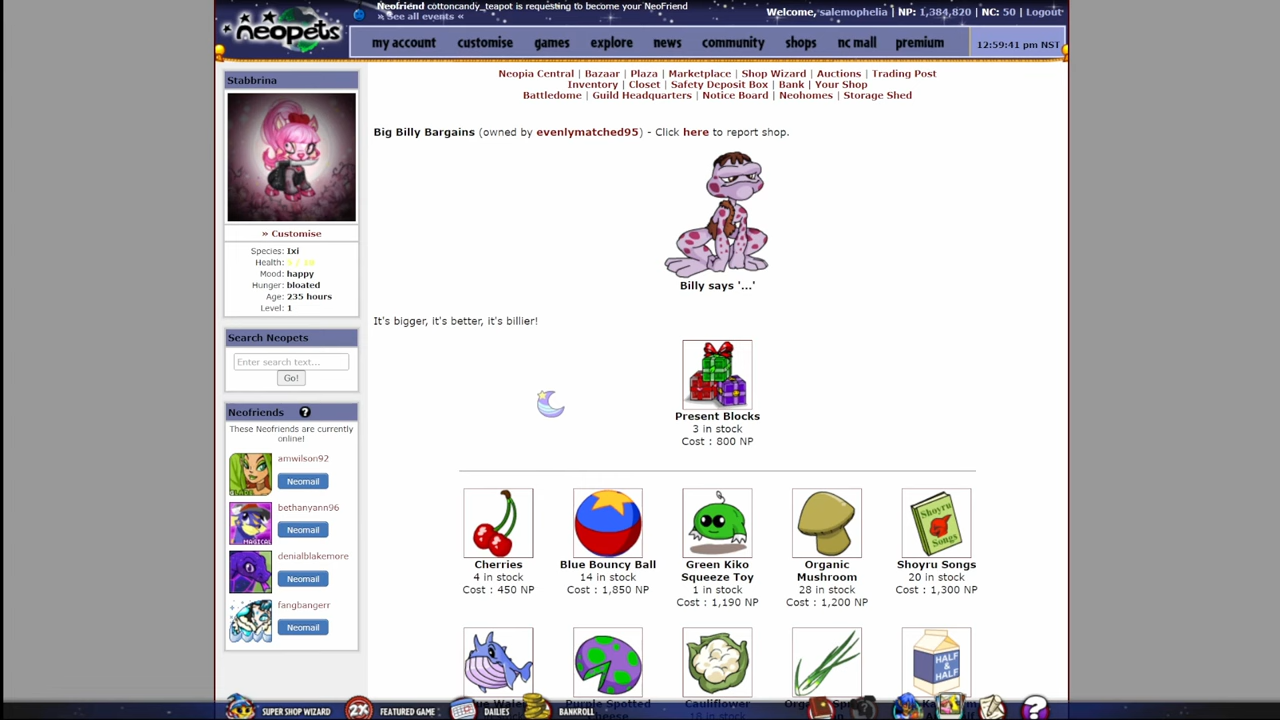 Neofriend cottoncandy_teapot is requesting to become your NeoFriend
» See all events «
Welcome, salemophelia | NP: 1,384,820 | NC: 50 | Logout
neopets
my account customise games explore news community shops nc mall premium
12:59:41 pm NST
Stabbrina
» Customise
Species: Ixi
Health:
Mood: happy
Hunger: bloated
Age: 235 hours
Level: 1
Search Neopets
Enter search text...
Go!
Neofriends ?
These Neofriends are currently
online!
amwilson92
Neomail
bethanyann96
MAGICAL
Neomail
denialblakemore
Neomail
fangbangerr
Neomail
Neopia Central | Bazaar | Plaza | Marketplace | Shop Wizard | Auctions | Trading Post
Inventory | Closet | Safety Deposit Box | Bank | Your Shop
Battledome | Guild Headquarters | Notice Board | Neohomes | Storage Shed
Big Billy Bargains (owned by evenlymatched95) - Click here to report shop.
Billy says '...'
It's bigger, it's better, it's billier!
Present Blocks
3 in stock
Cost : 800 NP
Shoyru
Songs
Cherries
4 in stock
Cost : 450 NP
Blue Bouncy Ball
14 in stock
Cost : 1,850 NP
Green Kiko
Squeeze Toy
1 in stock
Cost : 1,190 NP
Organic
Mushroom
28 in stock
Cost : 1,200 NP
Shoyru Songs
20 in stock
Cost : 1,300 NP
HALF
&
HALF
Purple Spotted
Cauliflower
SUPER SHOP WIZARD
2X FEATURED GAME
DAILIES
BANKROLL
?